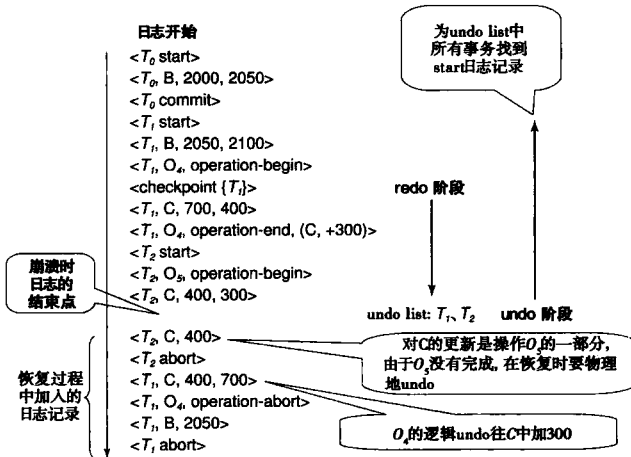 日志开始
<T₀ start>
<T₀, B, 2000, 2050>
<T₀ commit>
<T₁ start>
<T₁, B, 2050, 2100>
<T₁, O₄, operation-begin>
<checkpoint {T₁}>
<T₁, C, 700, 400>
<T₁, O₄, operation-end, (C, +300)>
<T₂ start>
<T₂, O₅, operation-begin>
<T₂, C, 400, 300>
崩溃时
日志的
结束点
<T₂, C, 400>
<T₂ abort>
<T₁, C, 400, 700>
<T₁, O₄, operation-abort>
<T₁, B, 2050>
<T₁ abort>
恢复过程
中加入的
日志记录
为undo list中
所有事务找到
start日志记录
redo 阶段
undo list: T₁、T₂
undo 阶段
对C的更新是操作O₅的一部分,
由于O₅没有完成, 在恢复时要物理
地undo
O₄的逻辑undo往C中加300